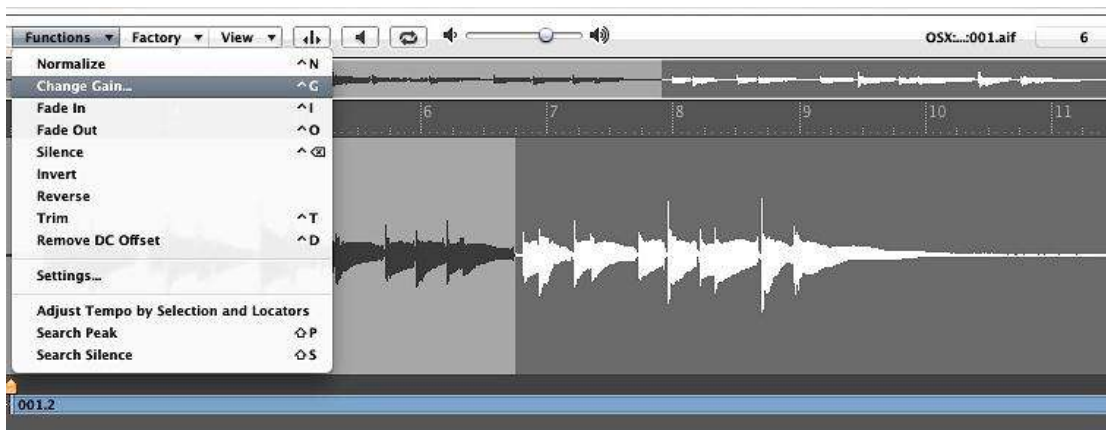 Functions ▼ Factory ▼ View ▼ OSX:...:001.aif 6
Normalize ^N
Change Gain... ^G
Fade In ^I
Fade Out ^O
Silence ^⌫
Invert
Reverse
Trim ^T
Remove DC Offset ^D
Settings...
Adjust Tempo by Selection and Locators
Search Peak ⇧P
Search Silence ⇧S
6 7 8 9 10 11
001.2